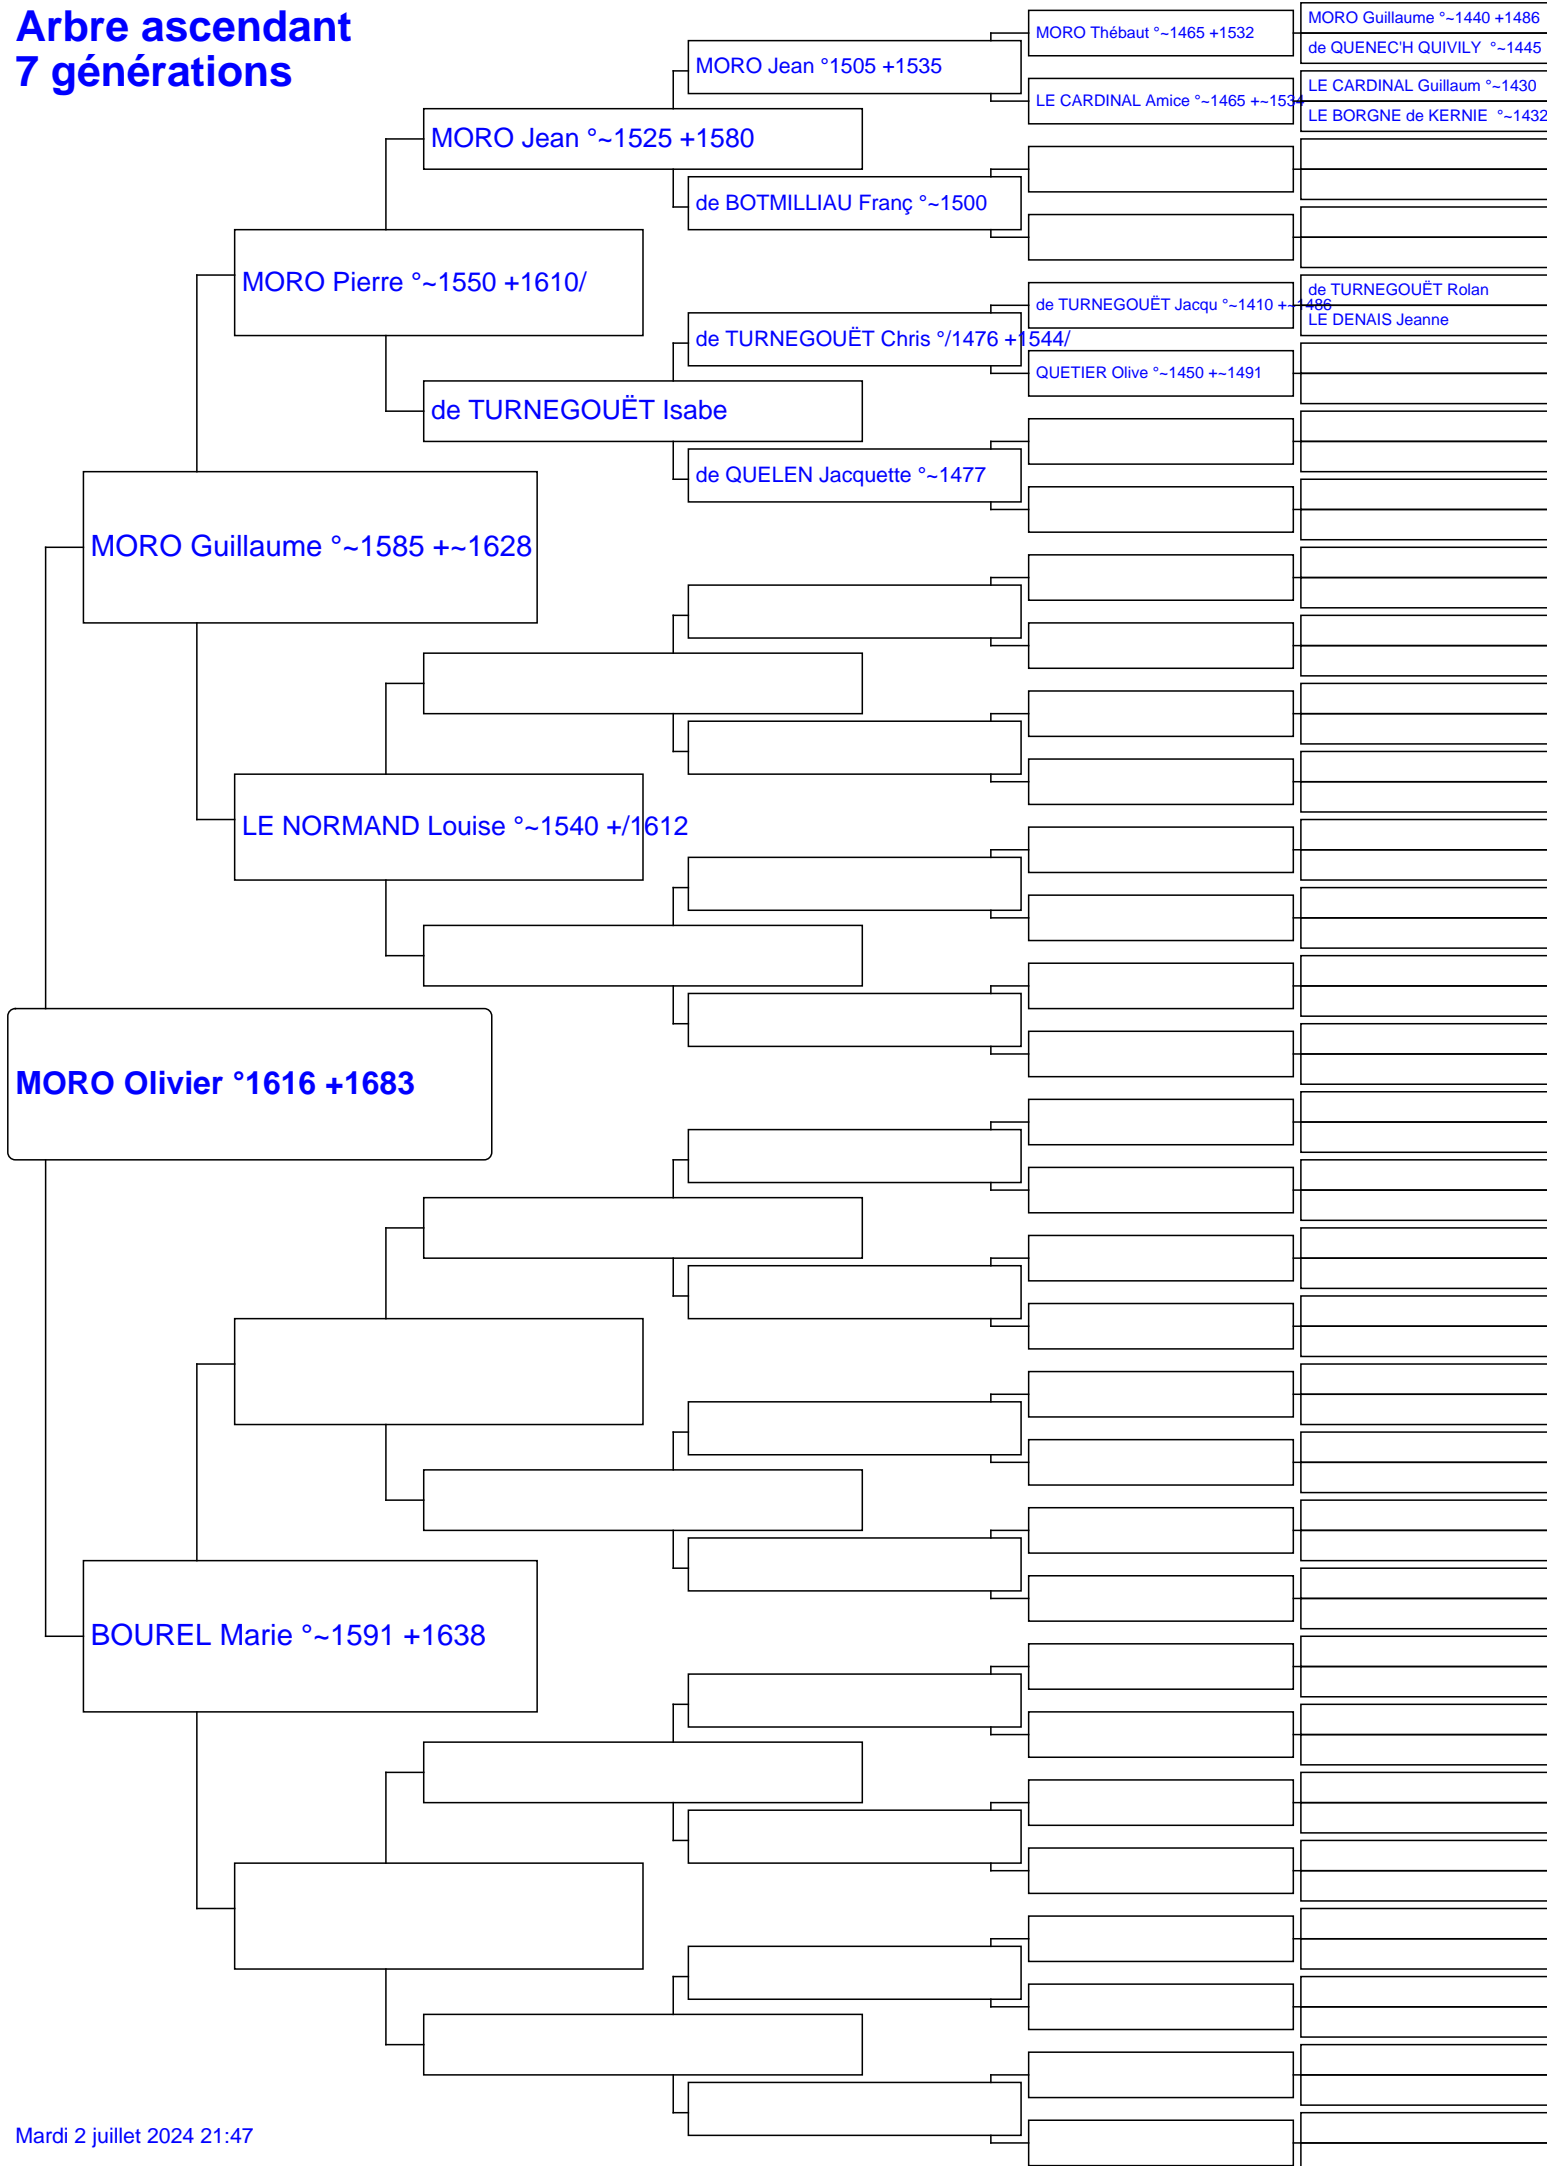 Arbre ascendant
7 générations
MORO Guillaume °~1440 +1486
MORO Thébaut °~1465 +1532
de QUENEC'H QUIVILY °~1445
MORO Jean °1505 +1535
LE CARDINAL Guillaum °~1430
LE CARDINAL Amice °~1465 +~1534
LE BORGNE de KERNIE °~1432
MORO Jean °~1525 +1580
de BOTMILLIAU Franç °~1500
MORO Pierre °~1550 +1610/
de TURNEGOUËT Rolan
de TURNEGOUËT Jacqu °~1410 +~1486
LE DENAIS Jeanne
de TURNEGOUËT Chris °/1476 +1544/
QUETIER Olive °~1450 +~1491
de TURNEGOUËT Isabe
de QUELEN Jacquette °~1477
MORO Guillaume °~1585 +~1628
LE NORMAND Louise °~1540 +/1612
MORO Olivier °1616 +1683
BOUREL Marie °~1591 +1638
Mardi 2 juillet 2024 21:47